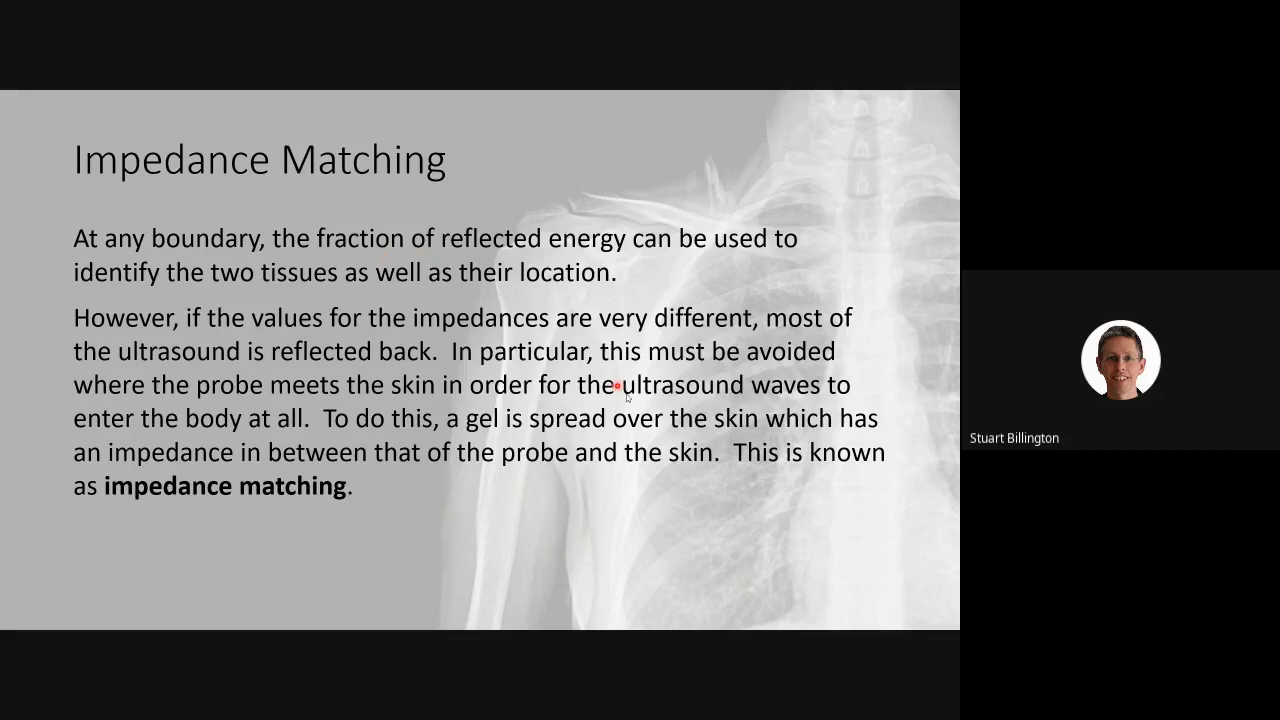 Impedance Matching
At any boundary, the fraction of reflected energy can be used to
identify the two tissues as well as their location.
However, if the values for the impedances are very different, most of
the ultrasound is reflected back.  In particular, this must be avoided
where the probe meets the skin in order for the ultrasound waves to
enter the body at all.  To do this, a gel is spread over the skin which has
an impedance in between that of the probe and the skin.  This is known
as impedance matching.
Stuart Billington